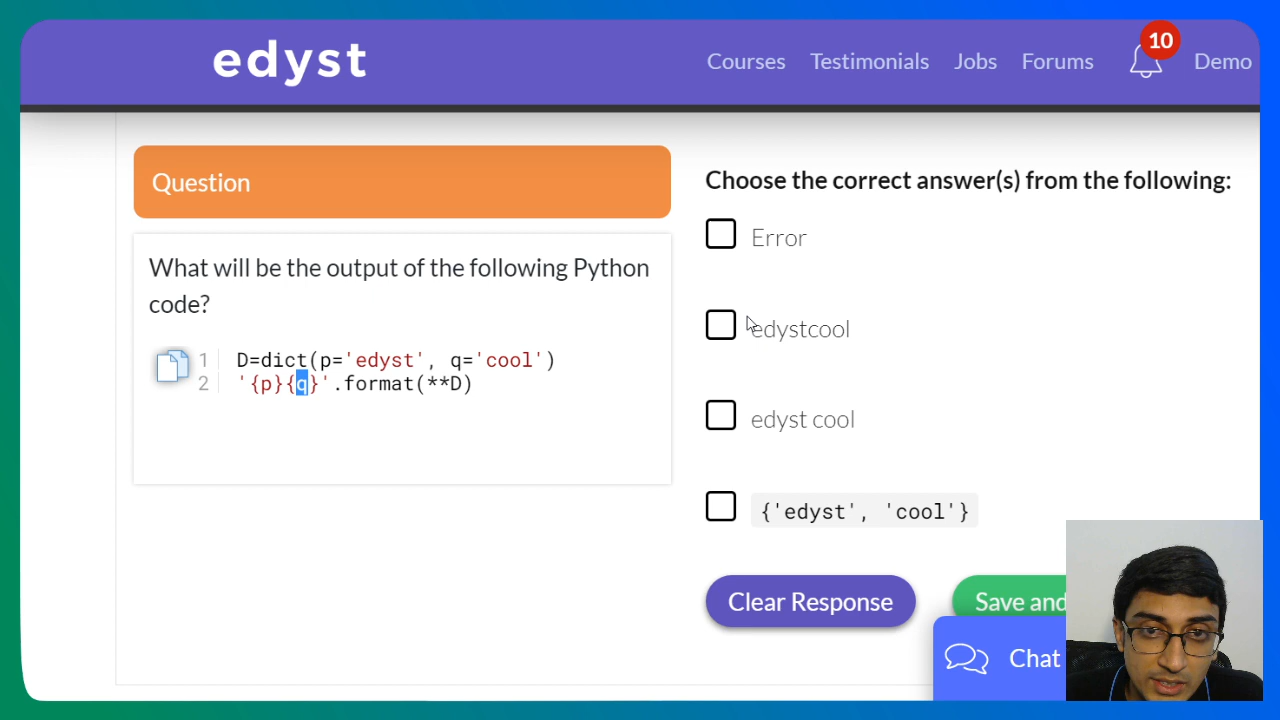 edyst
Courses Testimonials Jobs Forums 10 Demo
Question
What will be the output of the following Python
code?
1 D=dict(p='edyst', q='cool')
2 '{p}{q}'.format(**D)
Choose the correct answer(s) from the following:
Error
edystcool
edyst cool
{'edyst', 'cool'}
Clear Response
Save and
Chat